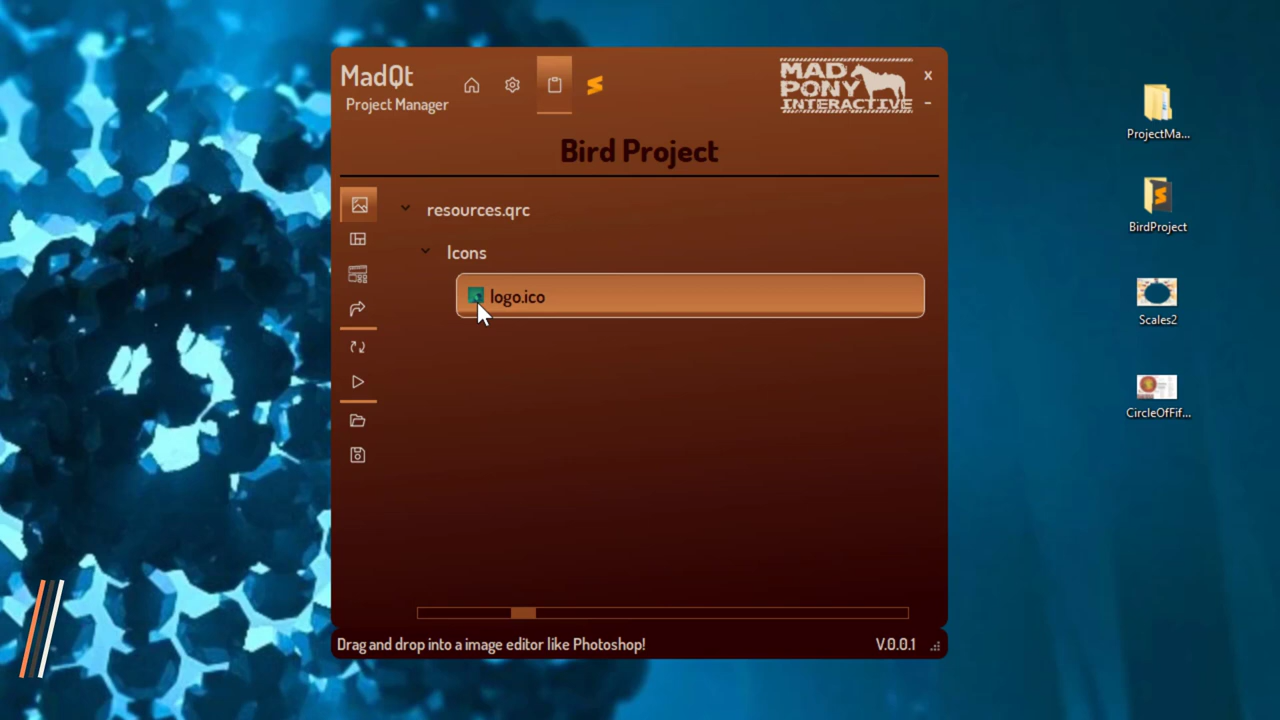 MadQt
Project Manager
MAD
PONY
INTERACTIVE
x
-
Bird Project
resources.qrc
Icons
logo.ico
Drag and drop into a image editor like Photoshop!
V.0.0.1
ProjectMa...
BirdProject
Scales2
CircleOfFif...